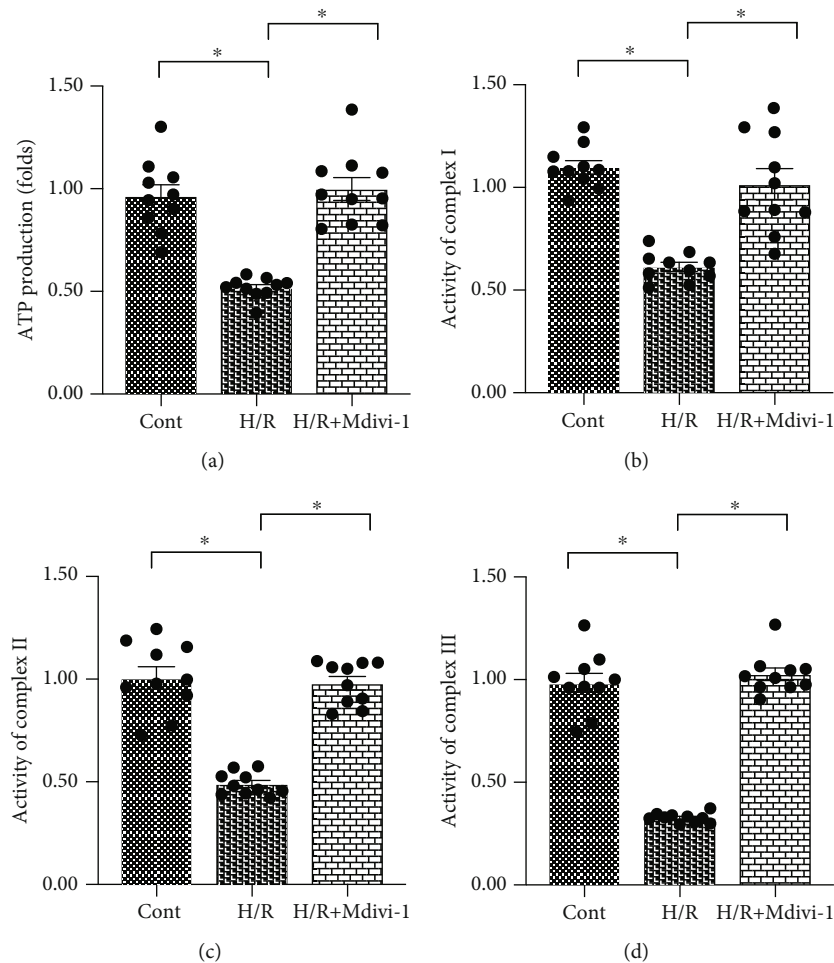 *
*
ATP production (folds)
1.50
1.00
0.50
0.00
Cont
H/R
H/R+Mdivi-1
(a)
*
*
Activity of complex I
1.50
1.00
0.50
0.00
Cont
H/R
H/R+Mdivi-1
(b)
*
*
Activity of complex II
1.50
1.00
0.50
0.00
Cont
H/R
H/R+Mdivi-1
(c)
*
*
Activity of complex III
1.50
1.00
0.50
0.00
Cont
H/R
H/R+Mdivi-1
(d)